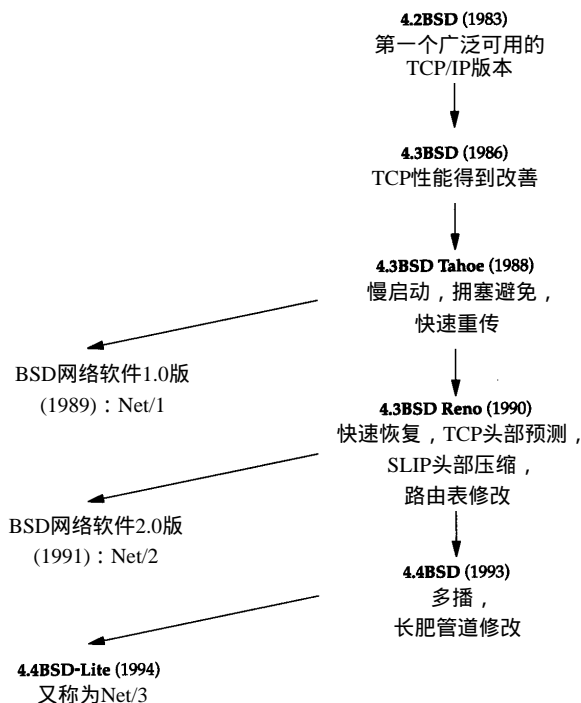 4.2BSD (1983)
第一个广泛可用的
TCP/IP版本
4.3BSD (1986)
TCP性能得到改善
4.3BSD Tahoe (1988)
慢启动，拥塞避免，
快速重传
BSD网络软件1.0版
(1989)：Net/1
4.3BSD Reno (1990)
快速恢复，TCP头部预测，
SLIP头部压缩，
路由表修改
BSD网络软件2.0版
(1991)：Net/2
4.4BSD (1993)
多播，
长肥管道修改
4.4BSD-Lite (1994)
又称为Net/3